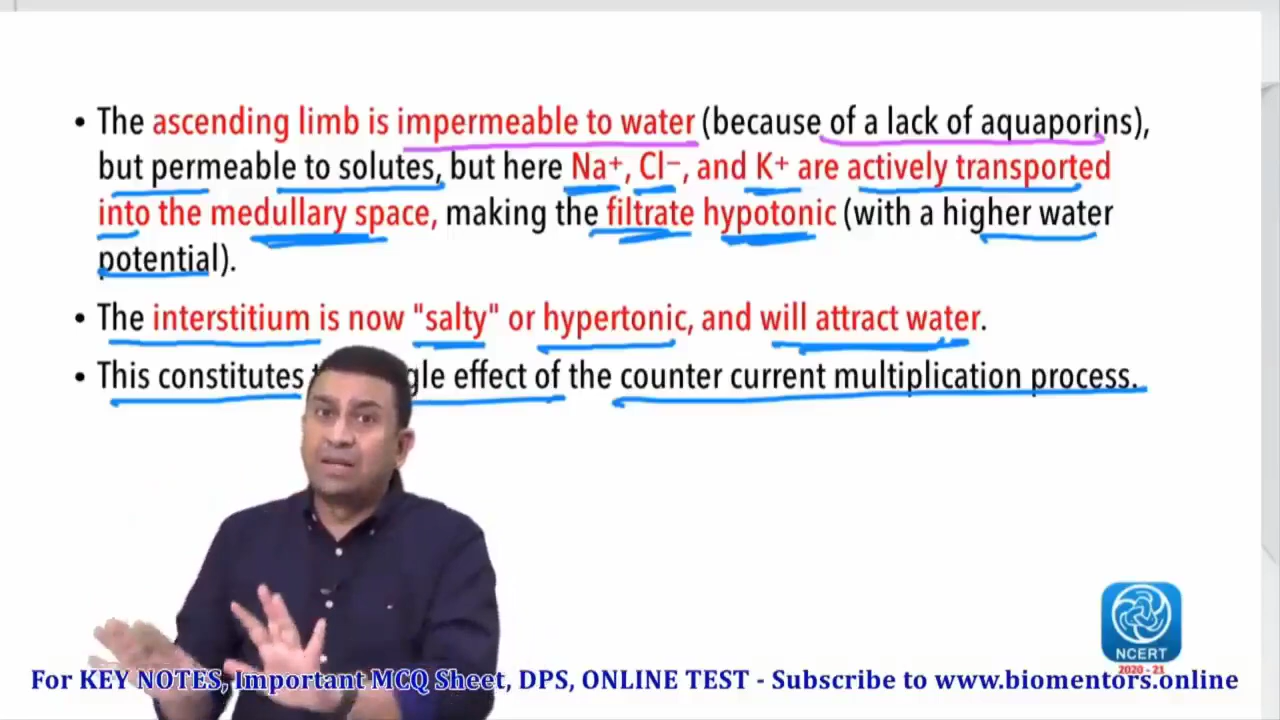 • The ascending limb is impermeable to water (because of a lack of aquaporins),
but permeable to solutes, but here Na⁺, Cl⁻, and K⁺ are actively transported
into the medullary space, making the filtrate hypotonic (with a higher water
potential).
• The interstitium is now "salty" or hypertonic, and will attract water.
• This constitutes gle effect of the counter current multiplication process.
NCERT
2020 - 21
For KEY NOTES, Important MCQ Sheet, DPS, ONLINE TEST - Subscribe to www.biomentors.online